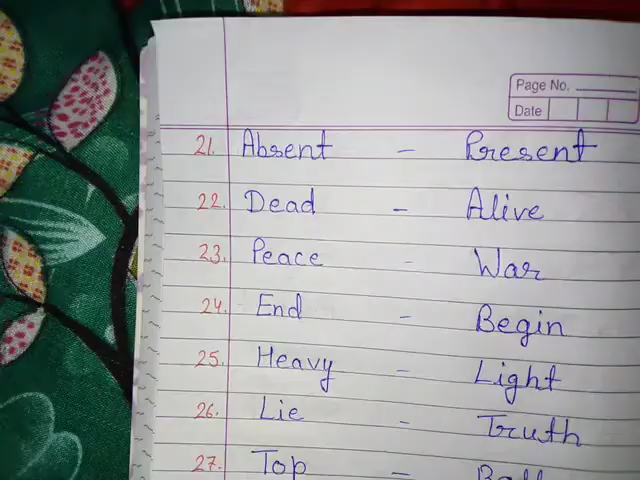 Page No.
Date
21. Absent - Present
22. Dead - Alive
23. Peace - War
24. End - Begin
25. Heavy - Light
26. Lie - Truth
27. Top -